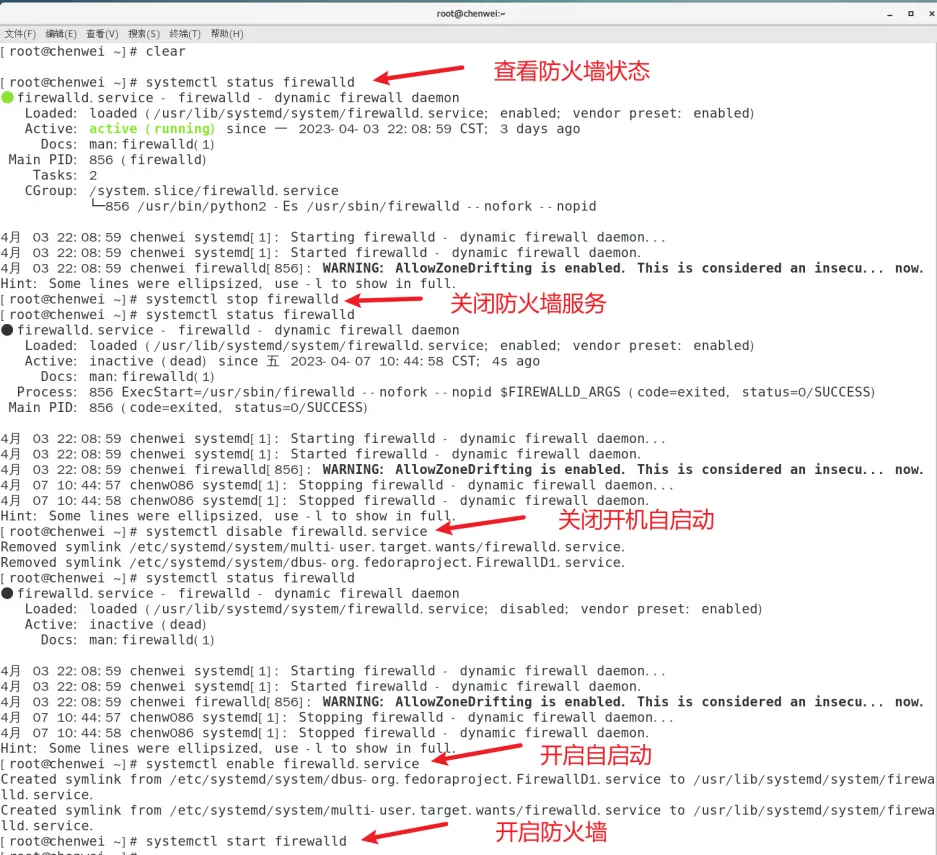 root@chenwei:~
文件(F) 编辑(E) 查看(V) 搜索(S) 终端(T) 帮助(H)
[root@chenwei ~]# clear
[root@chenwei ~]# systemctl status firewalld 查看防火墙状态
● firewalld.service - firewalld - dynamic firewall daemon
Loaded: loaded (/usr/lib/systemd/system/firewalld.service; enabled; vendor preset: enabled)
Active: active (running) since 一 2023-04-03 22:08:59 CST; 3 days ago
Docs: man:firewalld(1)
Main PID: 856 (firewalld)
Tasks: 2
CGroup: /system.slice/firewalld.service
└─856 /usr/bin/python2 -Es /usr/sbin/firewalld --nofork --nopid
4月 03 22:08:59 chenwei systemd[1]: Starting firewalld - dynamic firewall daemon...
4月 03 22:08:59 chenwei systemd[1]: Started firewalld - dynamic firewall daemon.
4月 03 22:08:59 chenwei firewalld[856]: WARNING: AllowZoneDrifting is enabled. This is considered an insecu... now.
Hint: Some lines were ellipsized, use -l to show in full.
[root@chenwei ~]# systemctl stop firewalld 关闭防火墙服务
[root@chenwei ~]# systemctl status firewalld
● firewalld.service - firewalld - dynamic firewall daemon
Loaded: loaded (/usr/lib/systemd/system/firewalld.service; enabled; vendor preset: enabled)
Active: inactive (dead) since 五 2023-04-07 10:44:58 CST; 4s ago
Docs: man:firewalld(1)
Process: 856 ExecStart=/usr/sbin/firewalld --nofork --nopid $FIREWALLD_ARGS (code=exited, status=0/SUCCESS)
Main PID: 856 (code=exited, status=0/SUCCESS)
4月 03 22:08:59 chenwei systemd[1]: Starting firewalld - dynamic firewall daemon...
4月 03 22:08:59 chenwei systemd[1]: Started firewalld - dynamic firewall daemon.
4月 03 22:08:59 chenwei firewalld[856]: WARNING: AllowZoneDrifting is enabled. This is considered an insecu... now.
4月 07 10:44:57 chenw086 systemd[1]: Stopping firewalld - dynamic firewall daemon...
4月 07 10:44:58 chenw086 systemd[1]: Stopped firewalld - dynamic firewall daemon.
Hint: Some lines were ellipsized, use -l to show in full.
[root@chenwei ~]# systemctl disable firewalld.service 关闭开机自启动
Removed symlink /etc/systemd/system/multi-user.target.wants/firewalld.service.
Removed symlink /etc/systemd/system/dbus-org.fedoraproject.FirewallD1.service.
[root@chenwei ~]# systemctl status firewalld
● firewalld.service - firewalld - dynamic firewall daemon
Loaded: loaded (/usr/lib/systemd/system/firewalld.service; disabled; vendor preset: enabled)
Active: inactive (dead)
Docs: man:firewalld(1)
4月 03 22:08:59 chenwei systemd[1]: Starting firewalld - dynamic firewall daemon...
4月 03 22:08:59 chenwei systemd[1]: Started firewalld - dynamic firewall daemon.
4月 03 22:08:59 chenwei firewalld[856]: WARNING: AllowZoneDrifting is enabled. This is considered an insecu... now.
4月 07 10:44:57 chenw086 systemd[1]: Stopping firewalld - dynamic firewall daemon...
4月 07 10:44:58 chenw086 systemd[1]: Stopped firewalld - dynamic firewall daemon.
Hint: Some lines were ellipsized, use -l to show in full.
[root@chenwei ~]# systemctl enable firewalld.service 开启自启动
Created symlink from /etc/systemd/system/dbus-org.fedoraproject.FirewallD1.service to /usr/lib/systemd/system/firewa
lld.service.
Created symlink from /etc/systemd/system/multi-user.target.wants/firewalld.service to /usr/lib/systemd/system/firewa
lld.service.
[root@chenwei ~]# systemctl start firewalld 开启防火墙